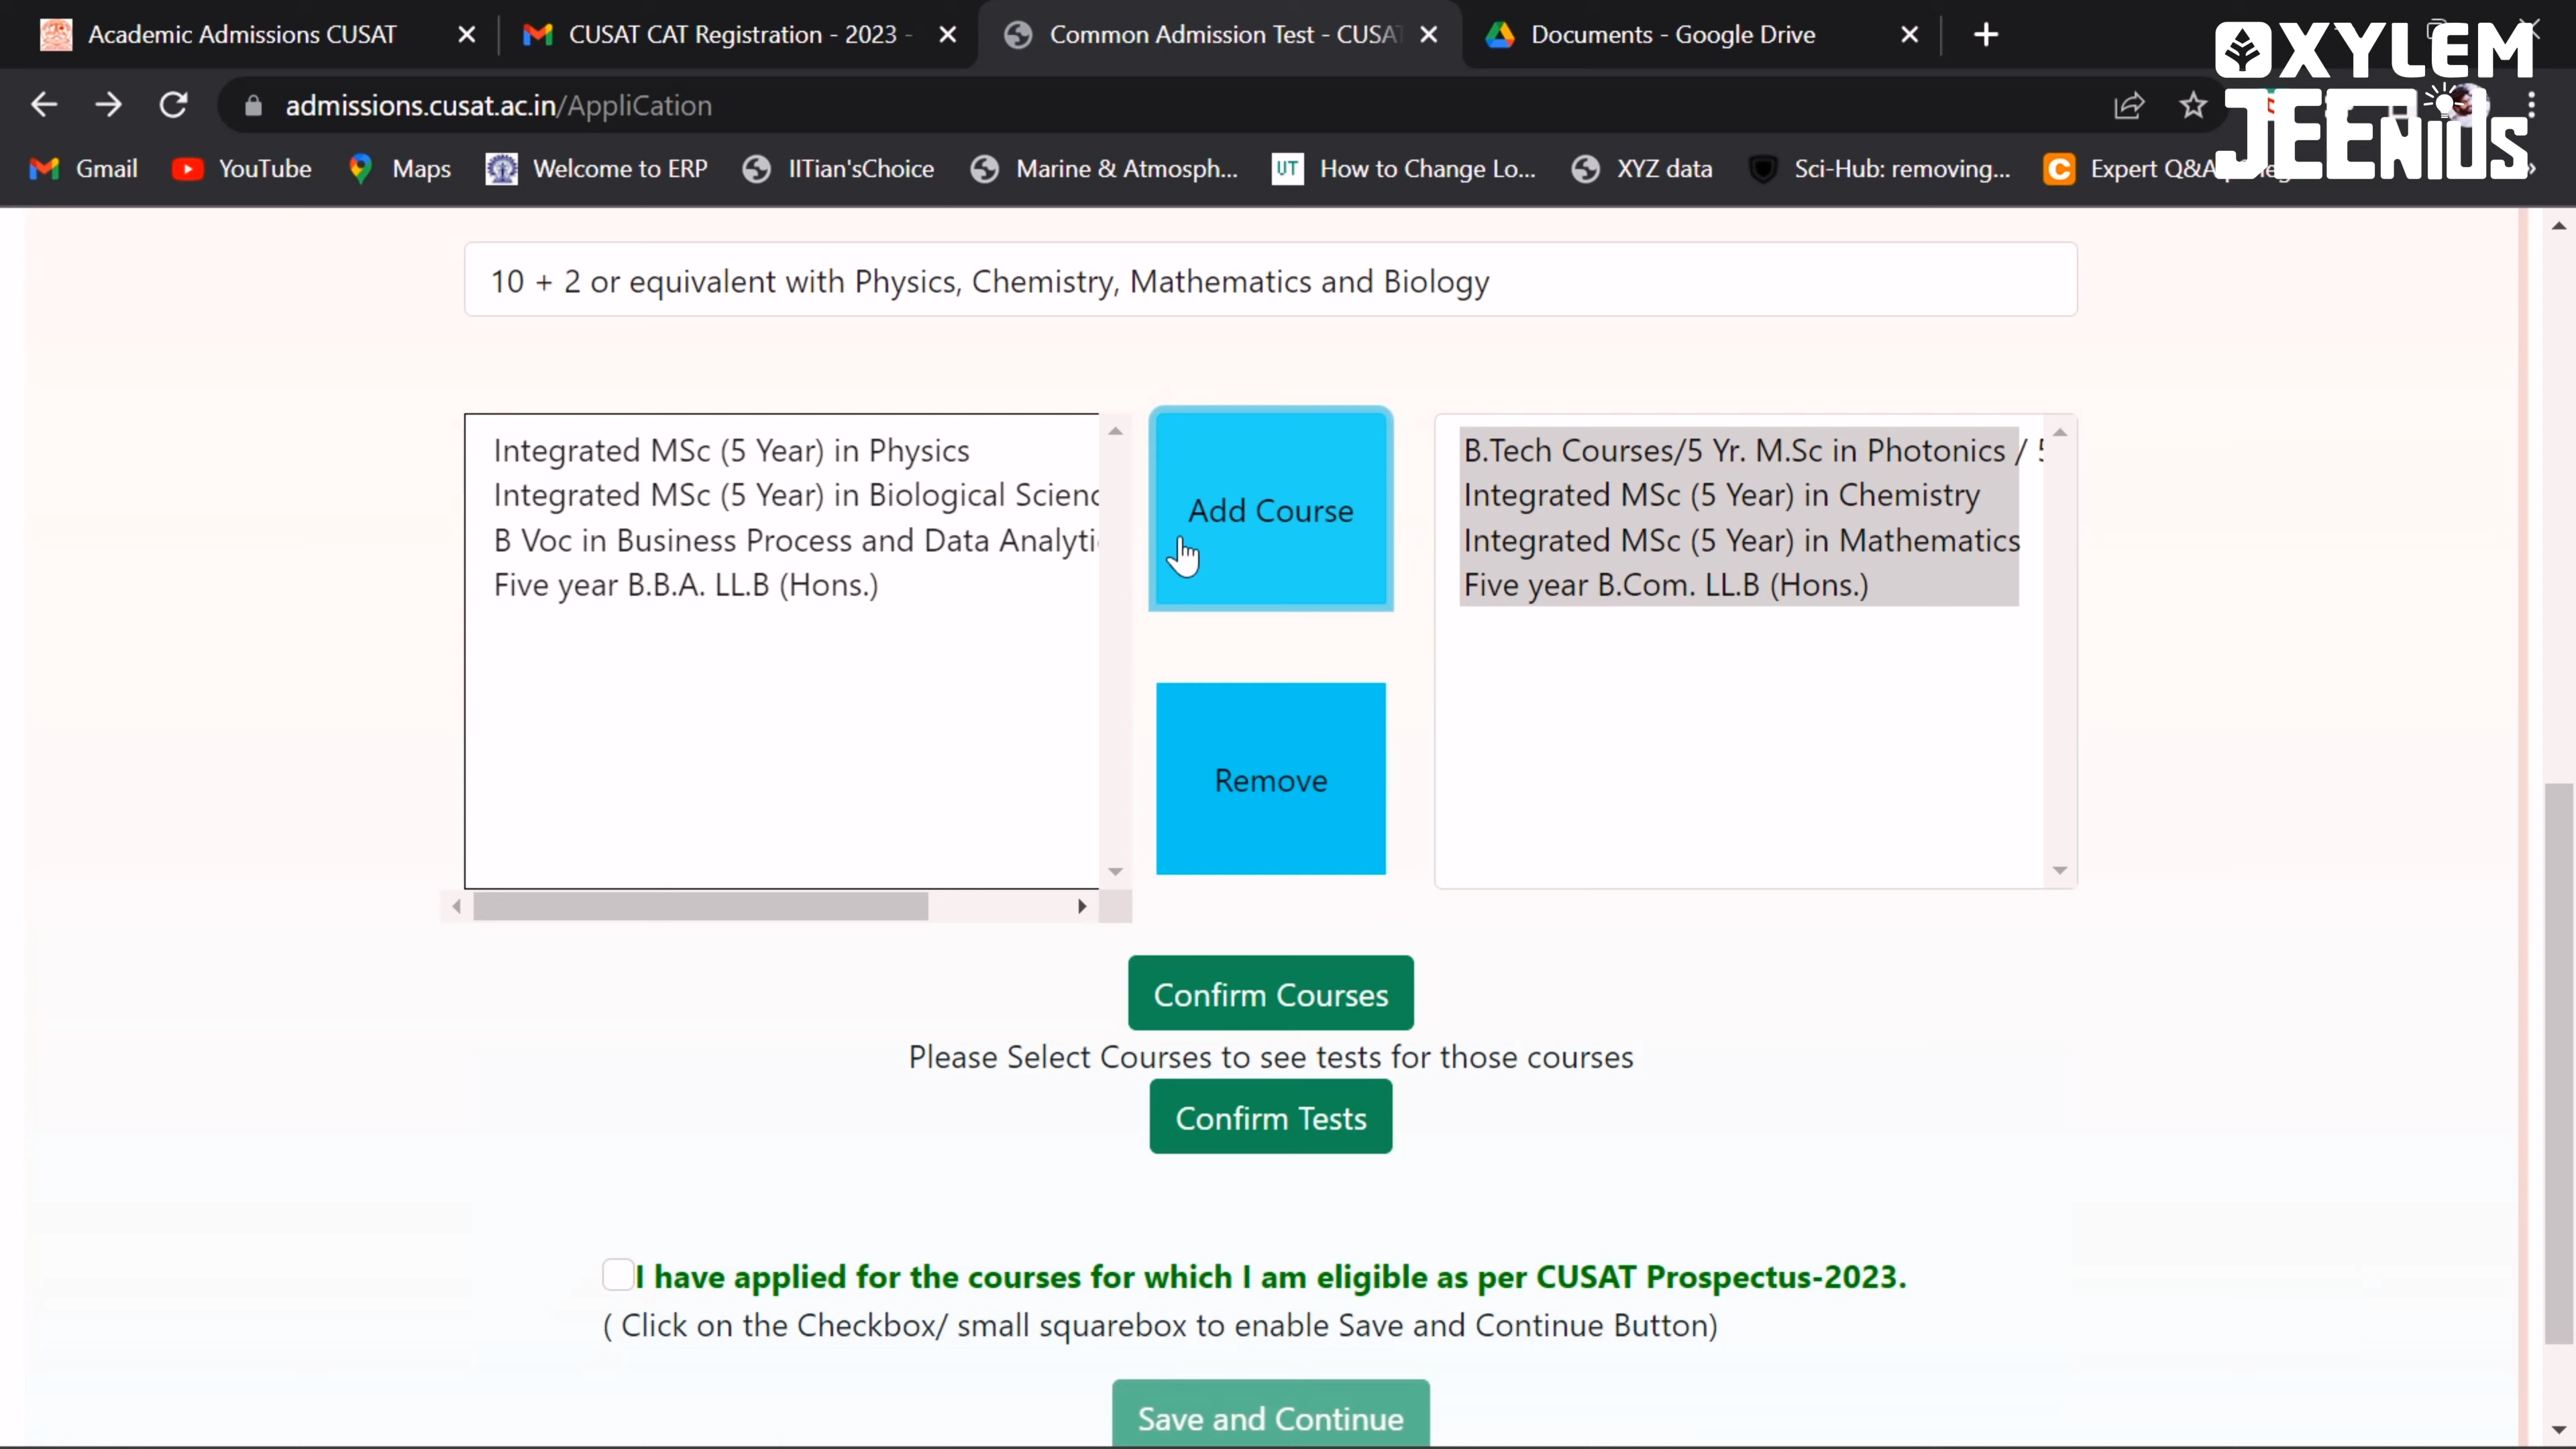 Academic Admissions CUSAT
CUSAT CAT Registration - 2023 -
Common Admission Test - CUSAT
Documents - Google Drive
XYLEM
JEENIUS
admissions.cusat.ac.in/AppliCation
Gmail
YouTube
Maps
Welcome to ERP
IITian'sChoice
Marine & Atmosph...
UT
How to Change Lo...
XYZ data
Sci-Hub: removing...
C
Expert Q&A
10 + 2 or equivalent with Physics, Chemistry, Mathematics and Biology
Integrated MSc (5 Year) in Physics
Integrated MSc (5 Year) in Biological Scienc
B Voc in Business Process and Data Analyti
Five year B.B.A. LL.B (Hons.)
Add Course
Remove
B.Tech Courses/5 Yr. M.Sc in Photonics / 5
Integrated MSc (5 Year) in Chemistry
Integrated MSc (5 Year) in Mathematics
Five year B.Com. LL.B (Hons.)
Confirm Courses
Please Select Courses to see tests for those courses
Confirm Tests
I have applied for the courses for which I am eligible as per CUSAT Prospectus-2023.
( Click on the Checkbox/ small squarebox to enable Save and Continue Button)
Save and Continue